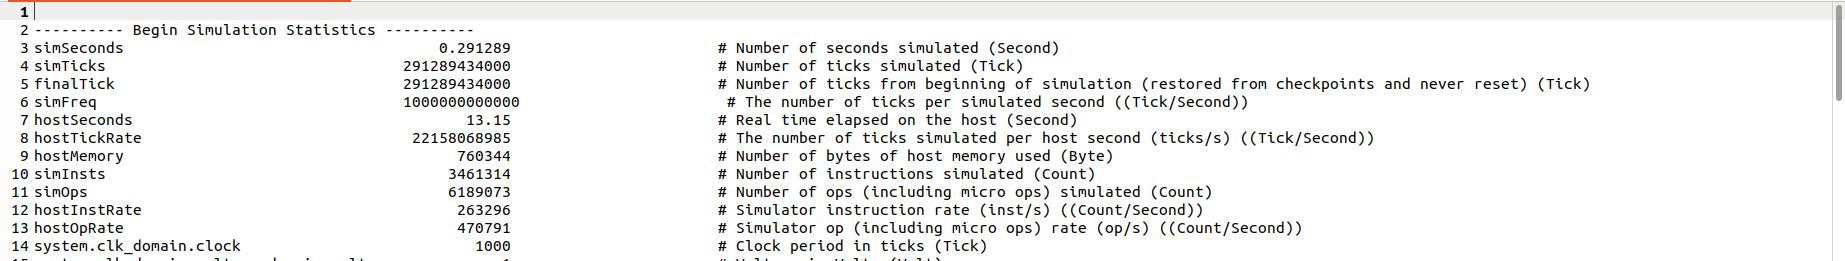 1
2 ---------- Begin Simulation Statistics ----------
3 simSeconds 0.291289 # Number of seconds simulated (Second)
4 simTicks 291289434000 # Number of ticks simulated (Tick)
5 finalTick 291289434000 # Number of ticks from beginning of simulation (restored from checkpoints and never reset) (Tick)
6 simFreq 1000000000000 # The number of ticks per simulated second ((Tick/Second))
7 hostSeconds 13.15 # Real time elapsed on the host (Second)
8 hostTickRate 22158068985 # The number of ticks simulated per host second (ticks/s) ((Tick/Second))
9 hostMemory 760344 # Number of bytes of host memory used (Byte)
10 simInsts 3461314 # Number of instructions simulated (Count)
11 simOps 6189073 # Number of ops (including micro ops) simulated (Count)
12 hostInstRate 263296 # Simulator instruction rate (inst/s) ((Count/Second))
13 hostOpRate 470791 # Simulator op (including micro ops) rate (op/s) ((Count/Second))
14 system.clk_domain.clock 1000 # Clock period in ticks (Tick)